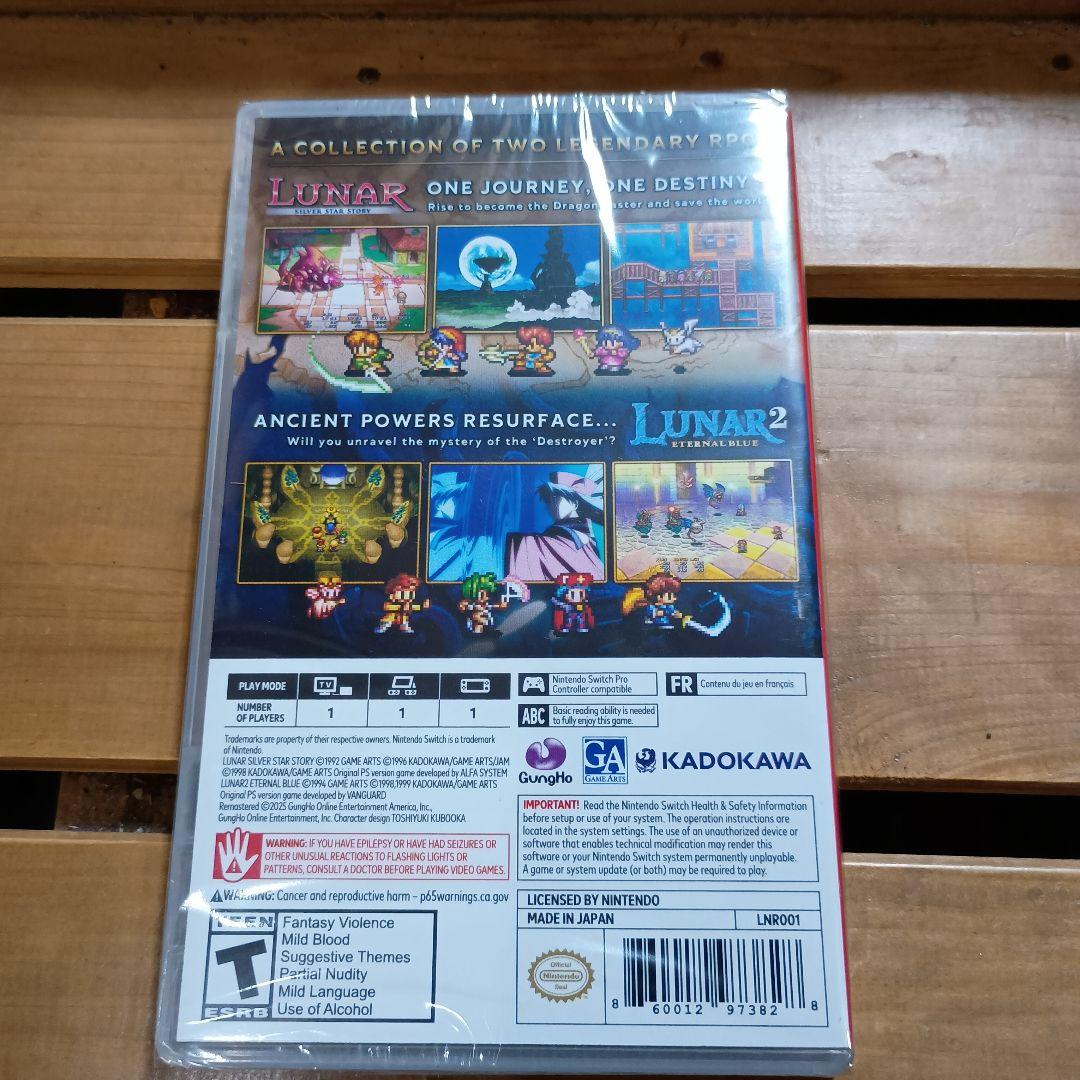 A COLLECTION OF TWO LEGENDARY RPG
LUNAR
SILVER STAR STORY
ONE JOURNEY, ONE DESTINY
Rise to become the Dragonmaster and save the world
ANCIENT POWERS RESURFACE...
Will you unravel the mystery of the 'Destroyer'?
LUNAR2
ETERNAL BLUE
PLAY MODE
TV
NUMBER OF PLAYERS
1
1
1
Nintendo Switch Pro
Controller compatible
FR
Contenu du jeu en français
ABC
Basic reading ability is needed
to fully enjoy this game.
Trademarks are property of their respective owners. Nintendo Switch is a trademark
of Nintendo.
LUNAR SILVER STAR STORY ©1992 GAME ARTS ©1996 KADOKAWA/GAME ARTS/JAM
©1998 KADOKAWA/GAME ARTS Original PS version game developed by ALFA SYSTEM
LUNAR2 ETERNAL BLUE ©1994 GAME ARTS ©1998,1999 KADOKAWA/GAME ARTS
Original PS version game developed by VANGUARD
Remastered ©2025 GungHo Online Entertainment America, Inc.,
GungHo Online Entertainment, Inc. Character design TOSHIYUKI KUBOOKA
GungHo
GA
GAME ARTS
KADOKAWA
WARNING: IF YOU HAVE EPILEPSY OR HAVE HAD SEIZURES OR
OTHER UNUSUAL REACTIONS TO FLASHING LIGHTS OR
PATTERNS, CONSULT A DOCTOR BEFORE PLAYING VIDEO GAMES.
WARNING: Cancer and reproductive harm – p65warnings.ca.gov
IMPORTANT! Read the Nintendo Switch Health & Safety Information
before setup or use of your system. The operation instructions are
located in the system settings. The use of an unauthorized device or
software that enables technical modification may render this
software or your Nintendo Switch system permanently unplayable.
A game or system update (or both) may be required to play.
TEEN
T
ESRB
Fantasy Violence
Mild Blood
Suggestive Themes
Partial Nudity
Mild Language
Use of Alcohol
LICENSED BY NINTENDO
MADE IN JAPAN
LNR001
Official
Nintendo
Seal
8 60012 97382 8